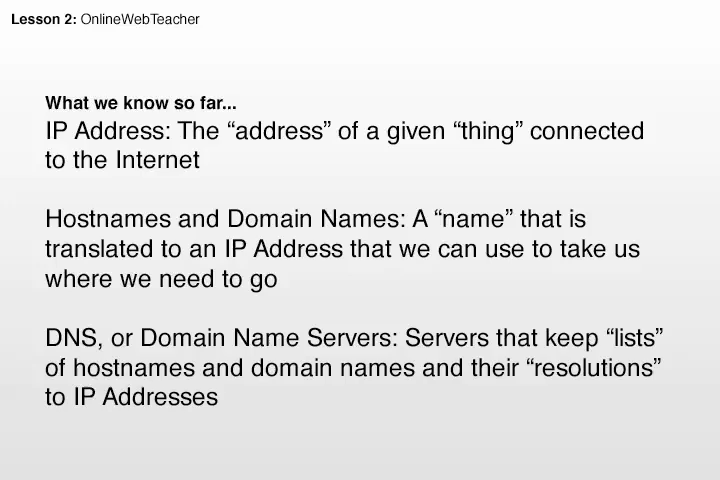 Lesson 2: OnlineWebTeacher
What we know so far...
IP Address: The “address” of a given “thing” connected
to the Internet
Hostnames and Domain Names: A “name” that is
translated to an IP Address that we can use to take us
where we need to go
DNS, or Domain Name Servers: Servers that keep “lists”
of hostnames and domain names and their “resolutions”
to IP Addresses